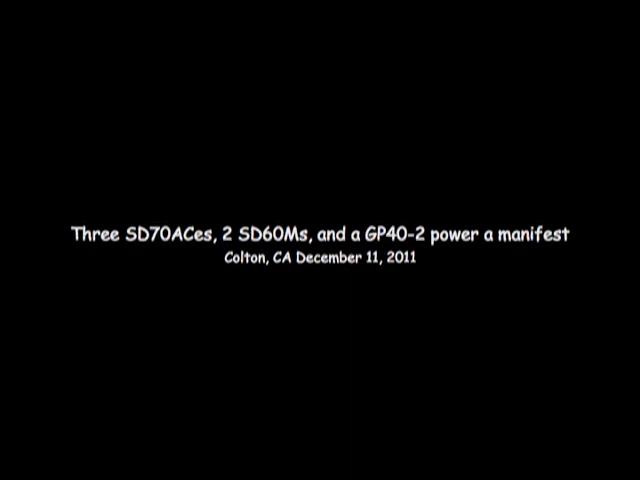 Three SD70ACes, 2 SD60Ms, and a GP40-2 power a manifest
Colton, CA December 11, 2011